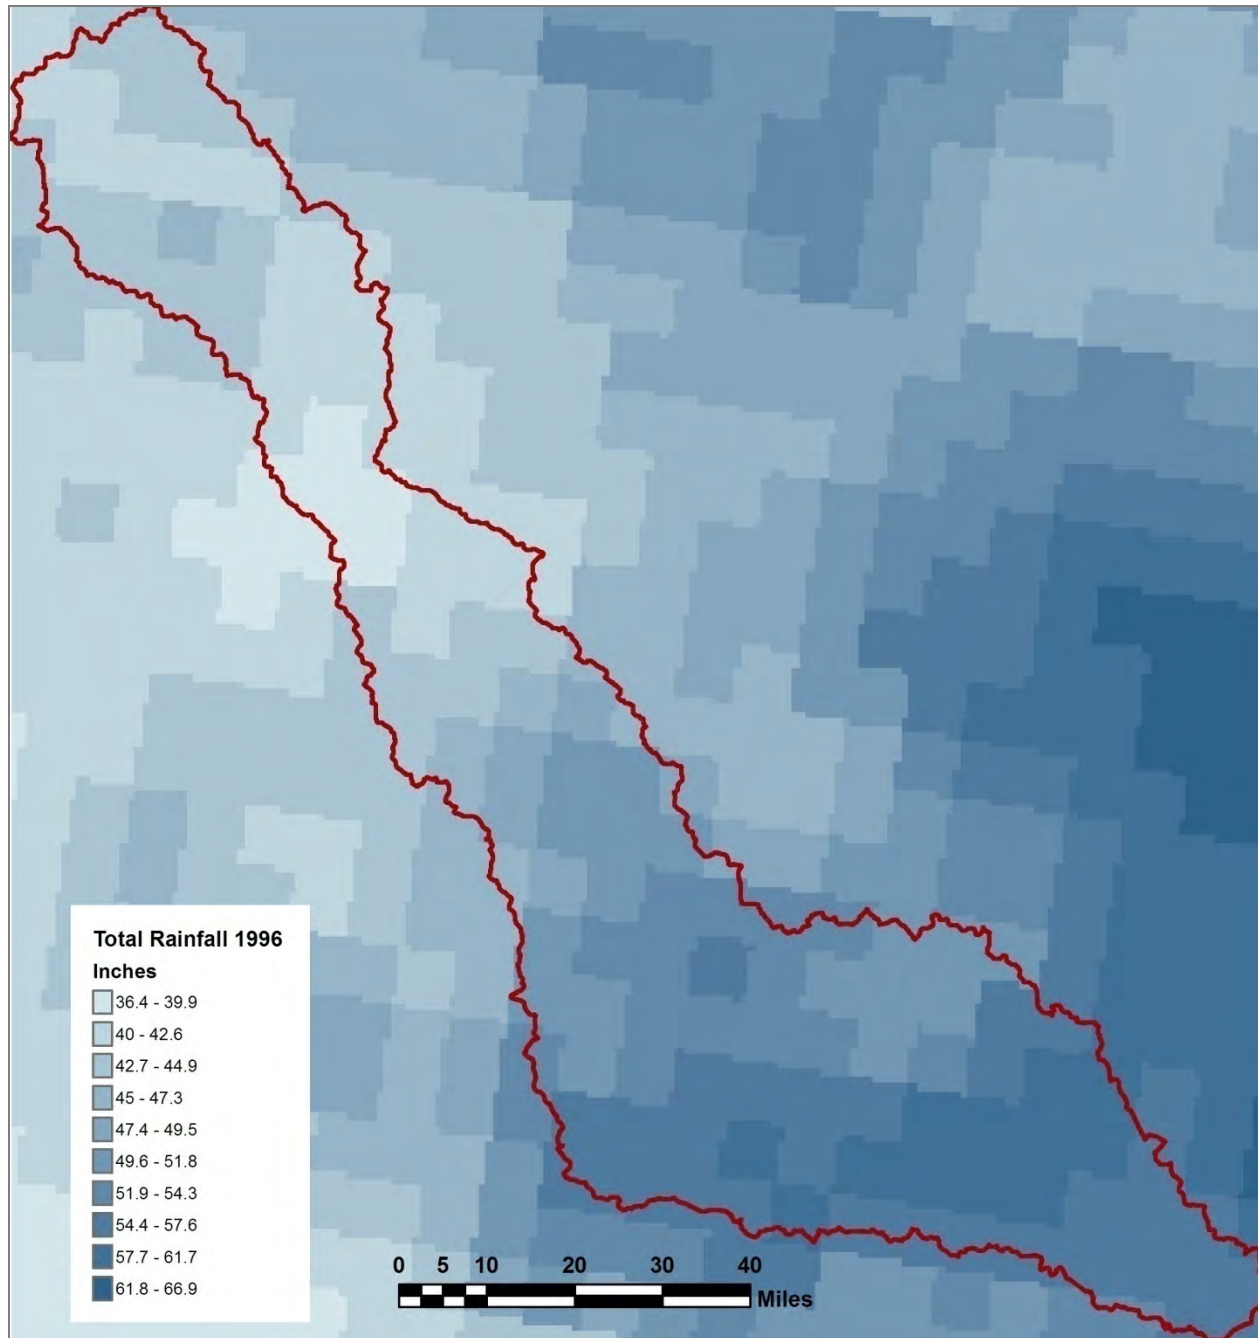 Total Rainfall 1996
Inches
36.4 - 39.9
40 - 42.6
42.7 - 44.9
45 - 47.3
47.4 - 49.5
49.6 - 51.8
51.9 - 54.3
54.4 - 57.6
57.7 - 61.7
61.8 - 66.9
0 5 10 20 30 40
Miles